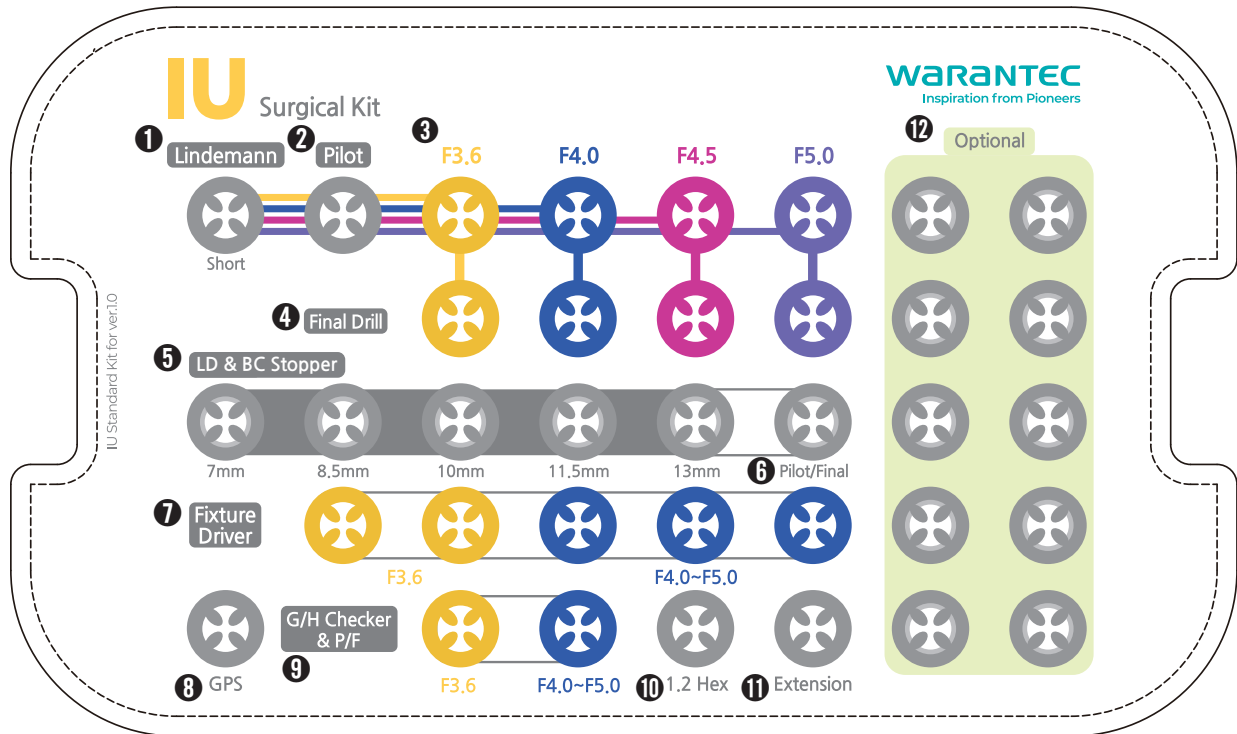 IU Surgical Kit
WARANTEC
Inspiration from Pioneers
1 Lindemann
2 Pilot
3 F3.6
F4.0
F4.5
F5.0
12 Optional
Short
4 Final Drill
5 LD & BC Stopper
7mm
8.5mm
10mm
11.5mm
13mm
6 Pilot/Final
7 Fixture
Driver
F3.6
F4.0~F5.0
8 GPS
G/H Checker
& P/F
9
F3.6
F4.0~F5.0
10 1.2 Hex
11 Extension
IU Standard Kit for ver.1.0